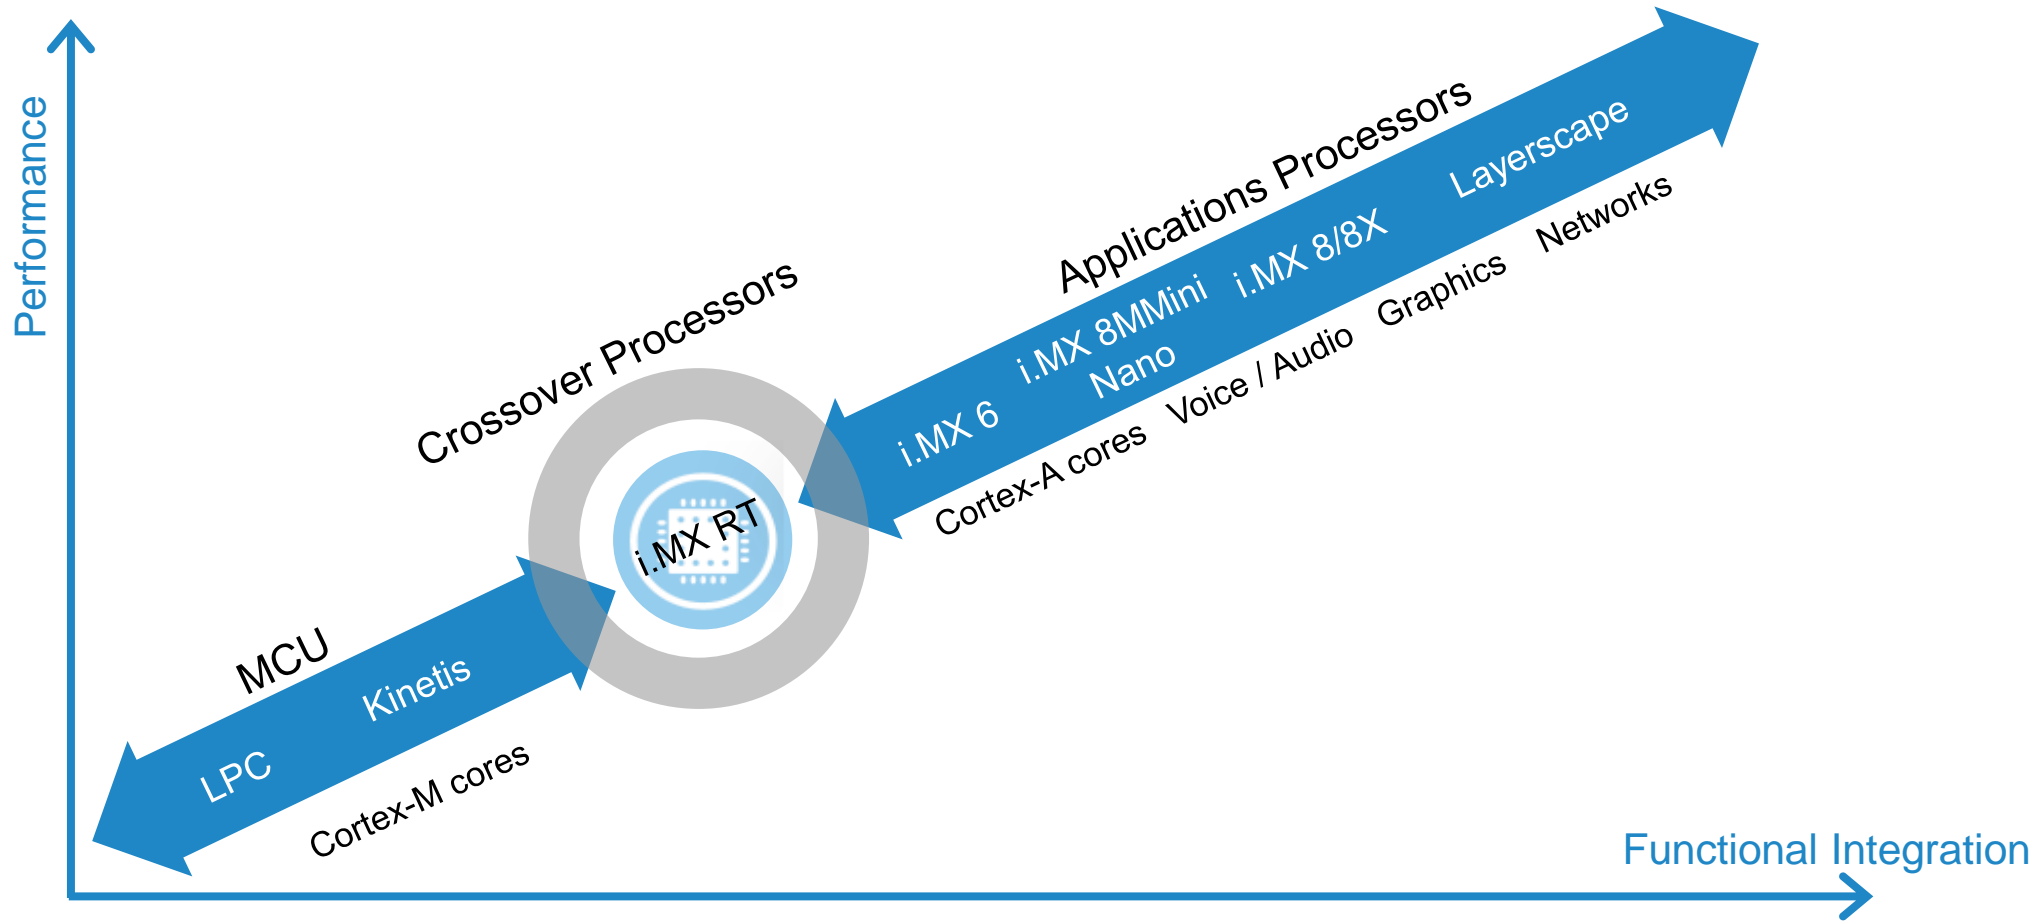 Performance
Applications Processors
Layerscape
Networks
i.MX 8/8X
Graphics
i.MX 8MMini
Nano
Voice / Audio
i.MX 6
Cortex-A cores
Crossover Processors
i.MX RT
MCU
Kinetis
LPC
Cortex-M cores
Functional Integration